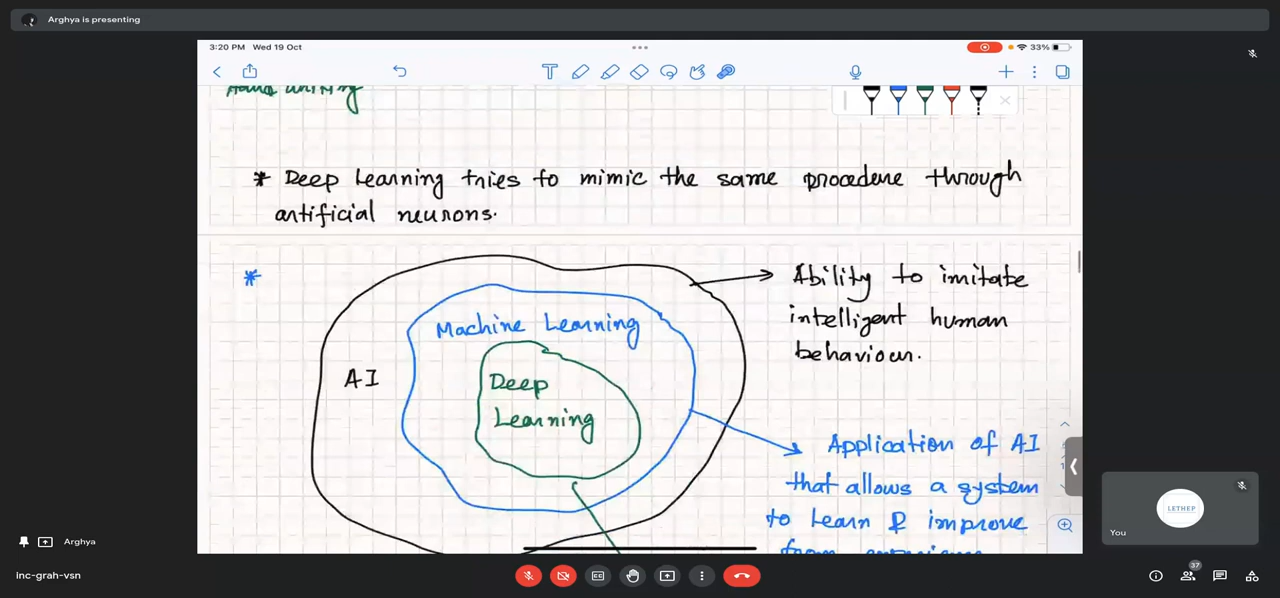 Arghya is presenting
3:20 PM Wed 19 Oct
33%
* Deep Learning tries to mimic the same procedure through
artificial neurons.
*
Ability to imitate
intelligent human
behaviour.
Machine Learning
AI
Deep
Learning
Application of AI
that allows a system
to learn & improve
from
LETHEP
You
Arghya
lnc-grah-vsn
37